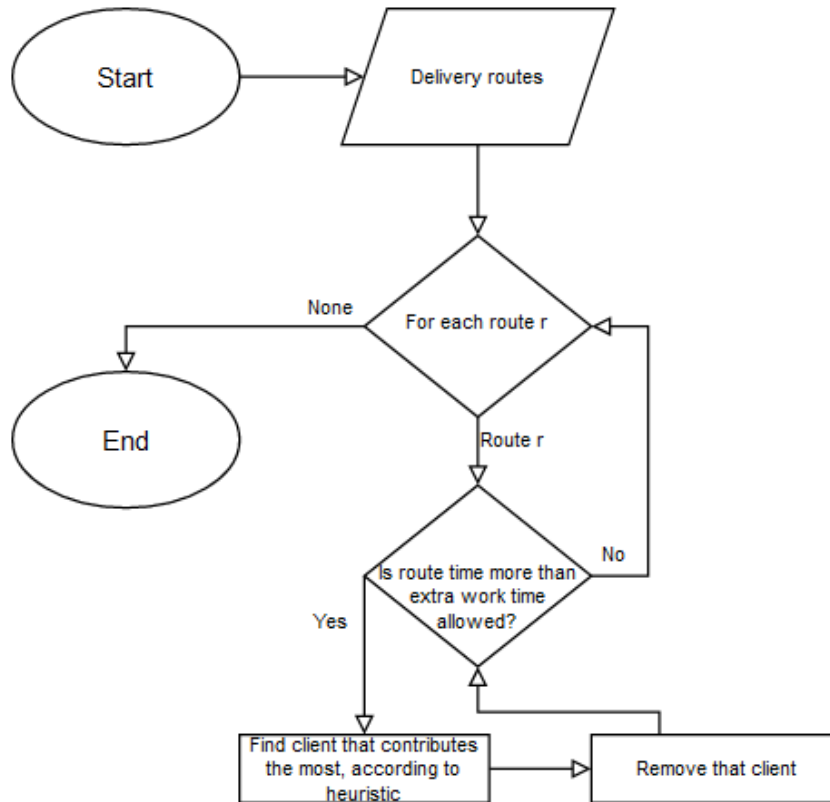 Start
Delivery routes
None
For each route r
End
Route r
No
Is route time more than
extra work time
allowed?
Yes
Find client that contributes
the most, according to
heuristic
Remove that client